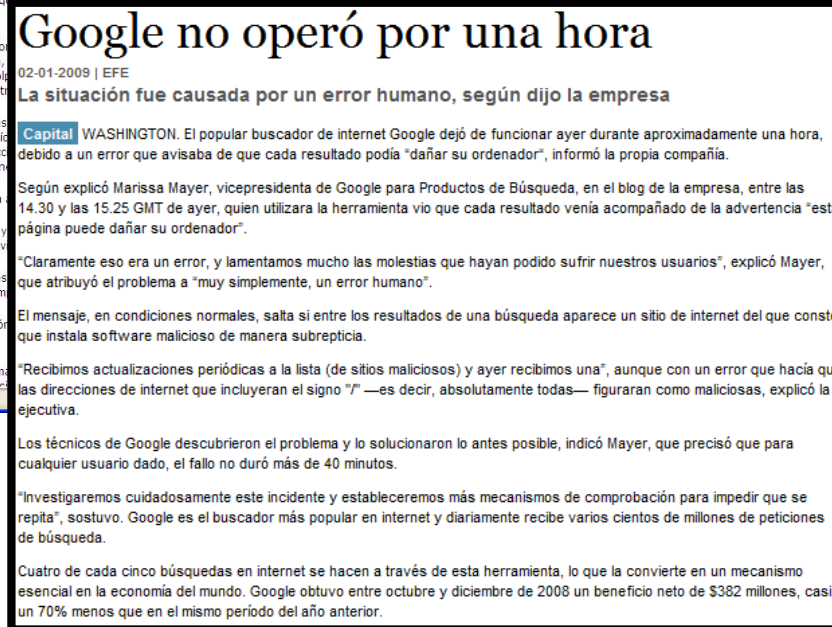 Google no operó por una hora
02-01-2009 | EFE
La situación fue causada por un error humano, según dijo la empresa
Capital WASHINGTON. El popular buscador de internet Google dejó de funcionar ayer durante aproximadamente una hora,
debido a un error que avisaba de que cada resultado podía "dañar su ordenador", informó la propia compañía.
Según explicó Marissa Mayer, vicepresidenta de Google para Productos de Búsqueda, en el blog de la empresa, entre las
14.30 y las 15.25 GMT de ayer, quien utilizara la herramienta vio que cada resultado venía acompañado de la advertencia "est
página puede dañar su ordenador".
"Claramente eso era un error, y lamentamos mucho las molestias que hayan podido sufrir nuestros usuarios", explicó Mayer,
que atribuyó el problema a "muy simplemente, un error humano".
El mensaje, en condiciones normales, salta si entre los resultados de una búsqueda aparece un sitio de internet del que const
que instala software malicioso de manera subrepticia.
"Recibimos actualizaciones periódicas a la lista (de sitios maliciosos) y ayer recibimos una", aunque con un error que hacía qu
las direcciones de internet que incluyeran el signo "/" —es decir, absolutamente todas— figuraran como maliciosas, explicó la
ejecutiva.
Los técnicos de Google descubrieron el problema y lo solucionaron lo antes posible, indicó Mayer, que precisó que para
cualquier usuario dado, el fallo no duró más de 40 minutos.
"Investigaremos cuidadosamente este incidente y estableceremos más mecanismos de comprobación para impedir que se
repita", sostuvo. Google es el buscador más popular en internet y diariamente recibe varios cientos de millones de peticiones
de búsqueda.
Cuatro de cada cinco búsquedas en internet se hacen a través de esta herramienta, lo que la convierte en un mecanismo
esencial en la economía del mundo. Google obtuvo entre octubre y diciembre de 2008 un beneficio neto de $382 millones, casi
un 70% menos que en el mismo período del año anterior.